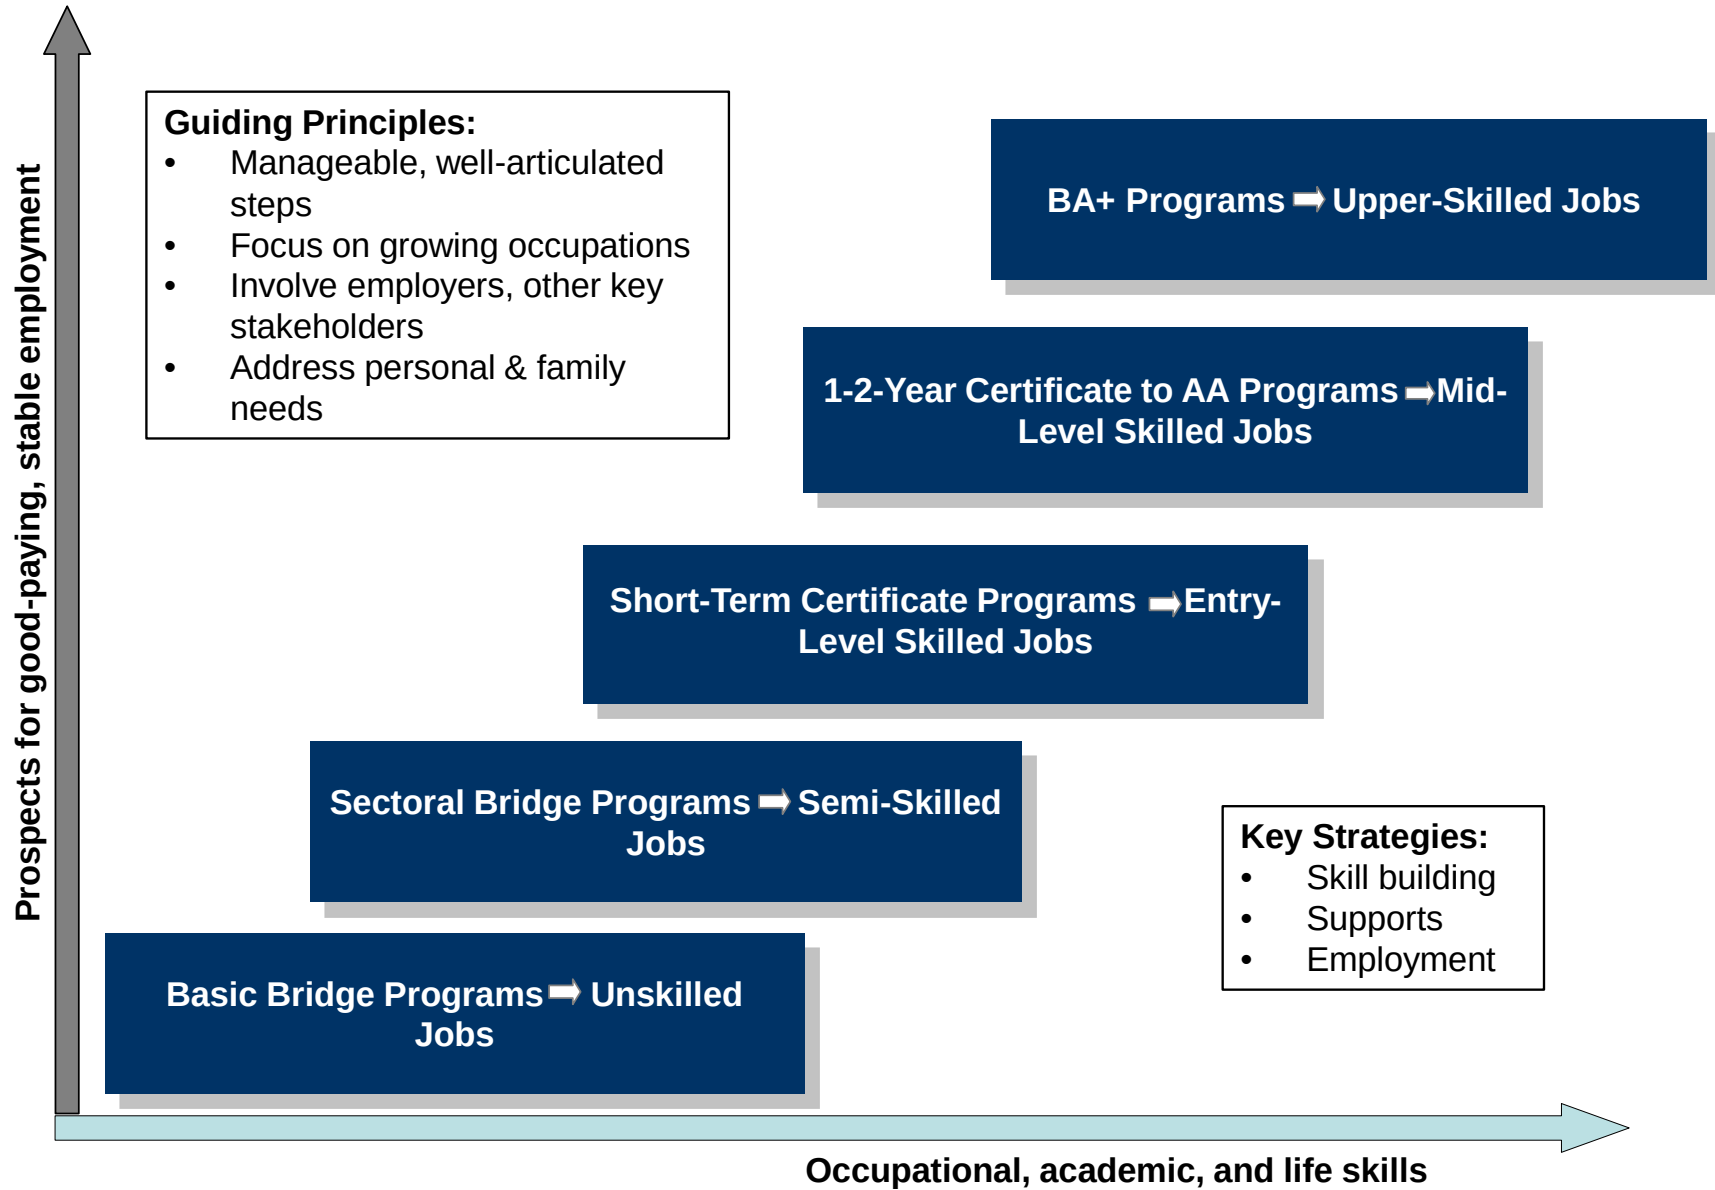 Prospects for good-paying, stable employment
Guiding Principles:
• Manageable, well-articulated
steps
• Focus on growing occupations
• Involve employers, other key
stakeholders
• Address personal & family
needs
BA+ Programs ➡ Upper-Skilled Jobs
1-2-Year Certificate to AA Programs ➡ Mid-
Level Skilled Jobs
Short-Term Certificate Programs ➡ Entry-
Level Skilled Jobs
Sectoral Bridge Programs ➡ Semi-Skilled
Jobs
Key Strategies:
• Skill building
• Supports
• Employment
Basic Bridge Programs ➡ Unskilled
Jobs
Occupational, academic, and life skills